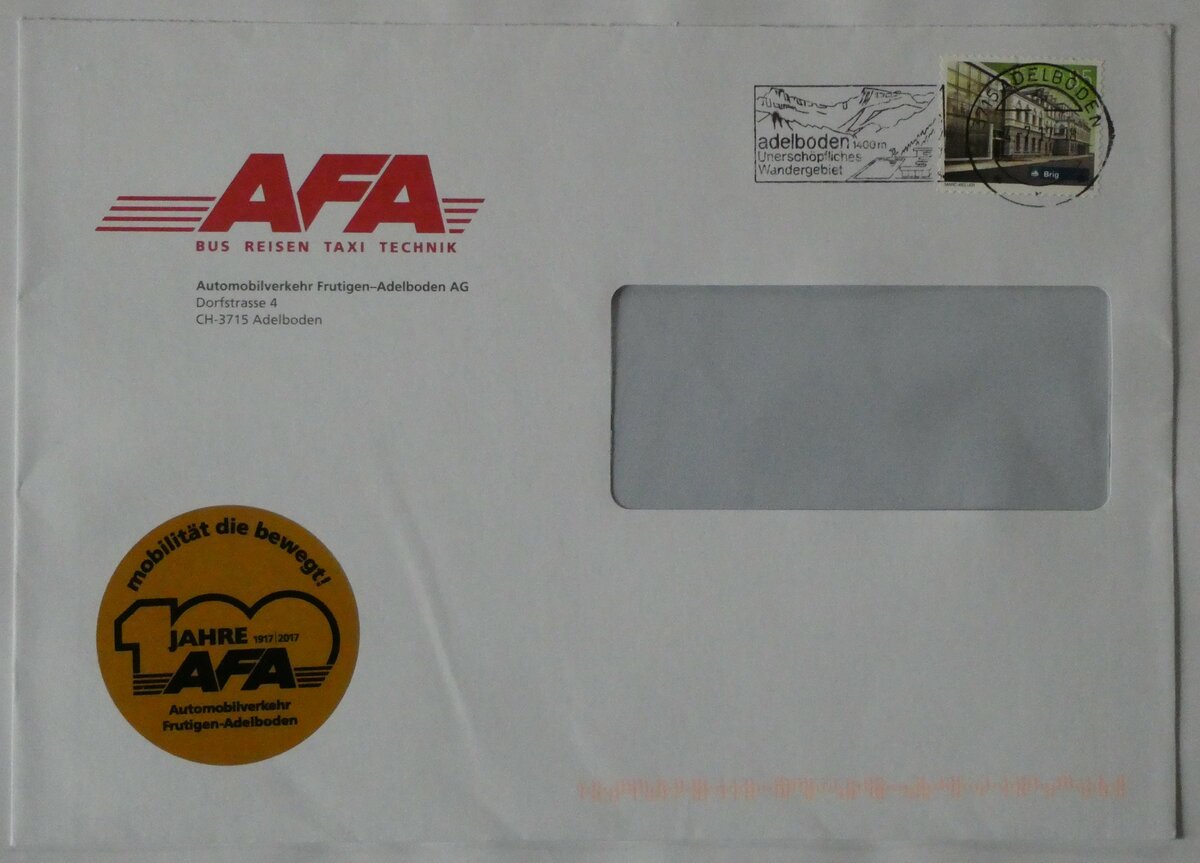 AFA
BUS REISEN TAXI TECHNIK
Automobilverkehr Frutigen–Adelboden AG
Dorfstrasse 4
CH-3715 Adelboden
adelboden 1400 m
Unerschöpfliches
Wandergebiet
ADELBODEN
Brig
mobilität die bewegt!
100
JAHRE 1917|2017
AFA
Automobilverkehr
Frutigen-Adelboden